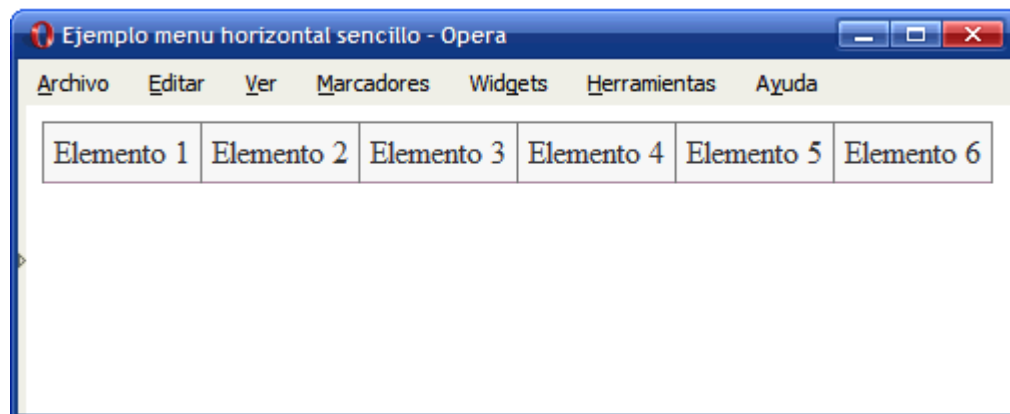 Ejemplo menu horizontal sencillo - Opera
Archivo Editar Ver Marcadores Widgets Herramientas Ayuda
Elemento 1 Elemento 2 Elemento 3 Elemento 4 Elemento 5 Elemento 6